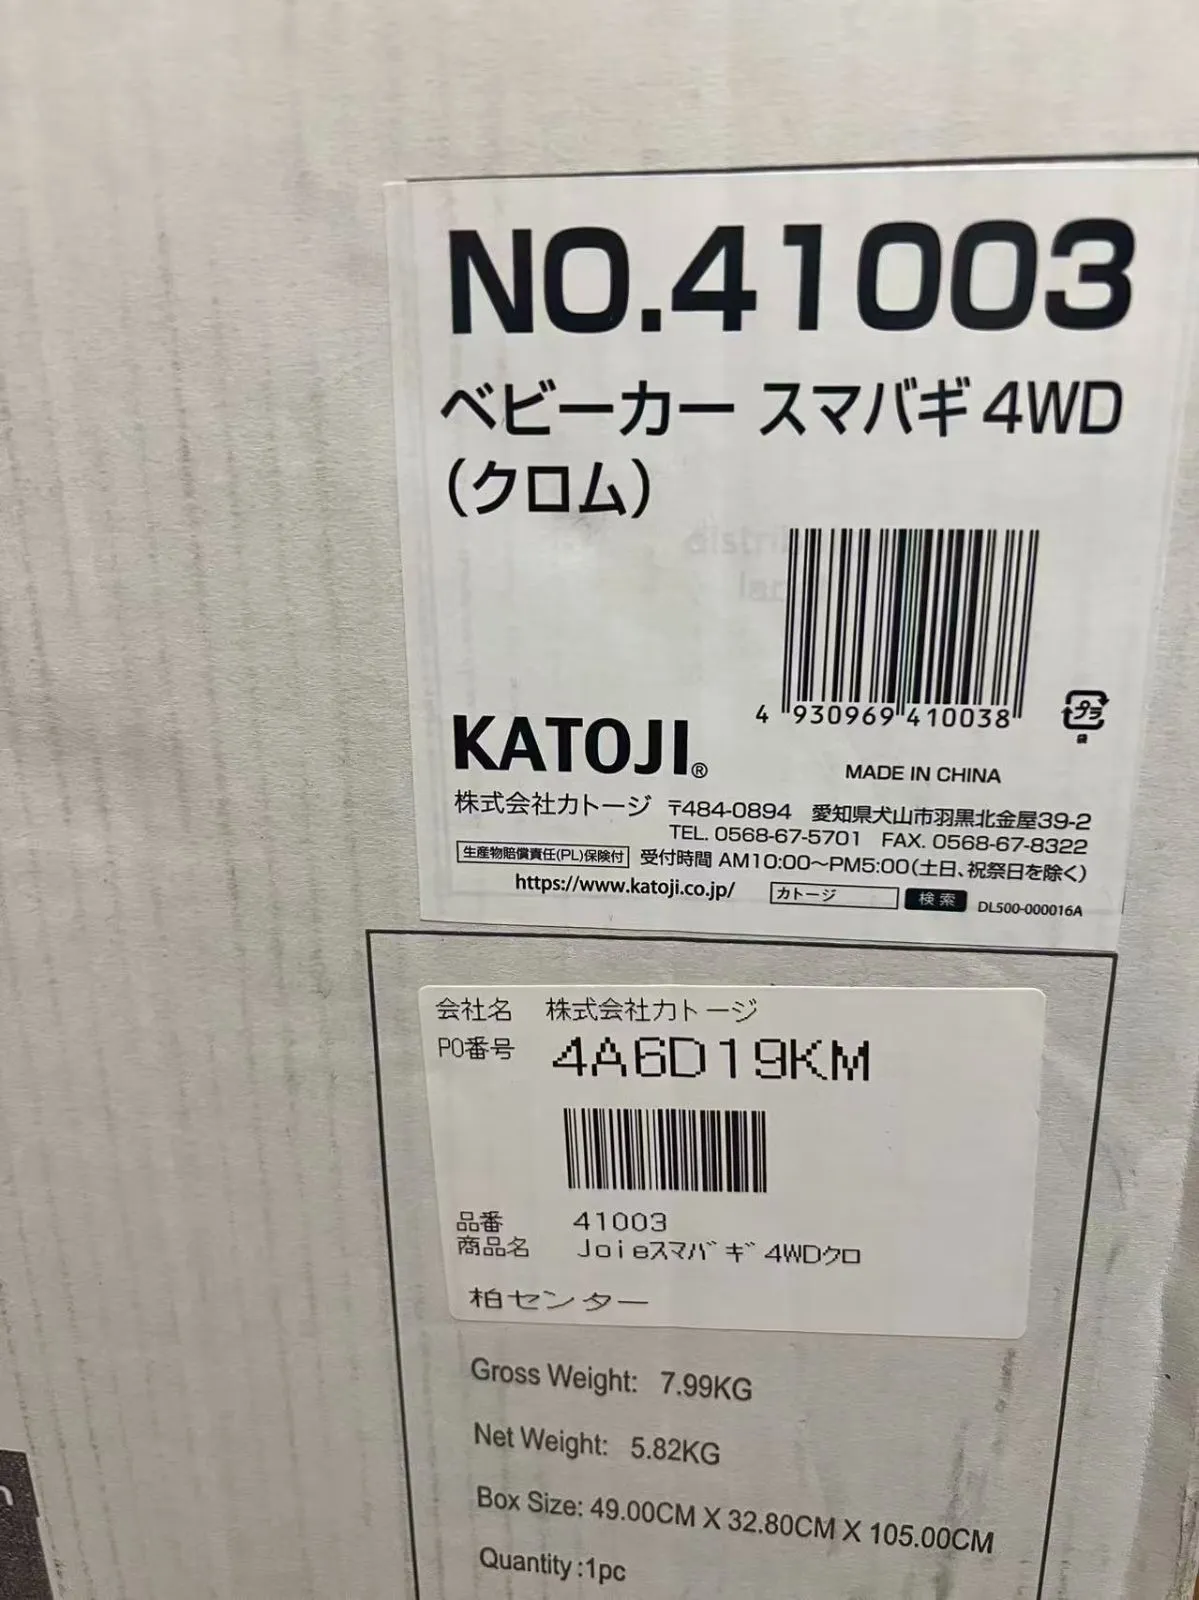 NO.41003
ベビーカー スマバギ 4WD
(クロム)
4 930969 410038
プラ
KATOJI®
MADE IN CHINA
株式会社カトージ 〒484-0894 愛知県犬山市羽黒北金屋39-2
TEL. 0568-67-5701 FAX. 0568-67-8322
生産物賠償責任(PL)保険付 受付時間 AM10:00～PM5:00(土日、祝祭日を除く)
https://www.katoji.co.jp/ カトージ 検索 DL500-000016A
会社名 株式会社カトージ
PO番号 4A6D19KM
品番 41003
商品名 Joieスマバギ4WDクロ
柏センター
Gross Weight: 7.99KG
Net Weight: 5.82KG
Box Size: 49.00CM X 32.80CM X 105.00CM
Quantity :1pc